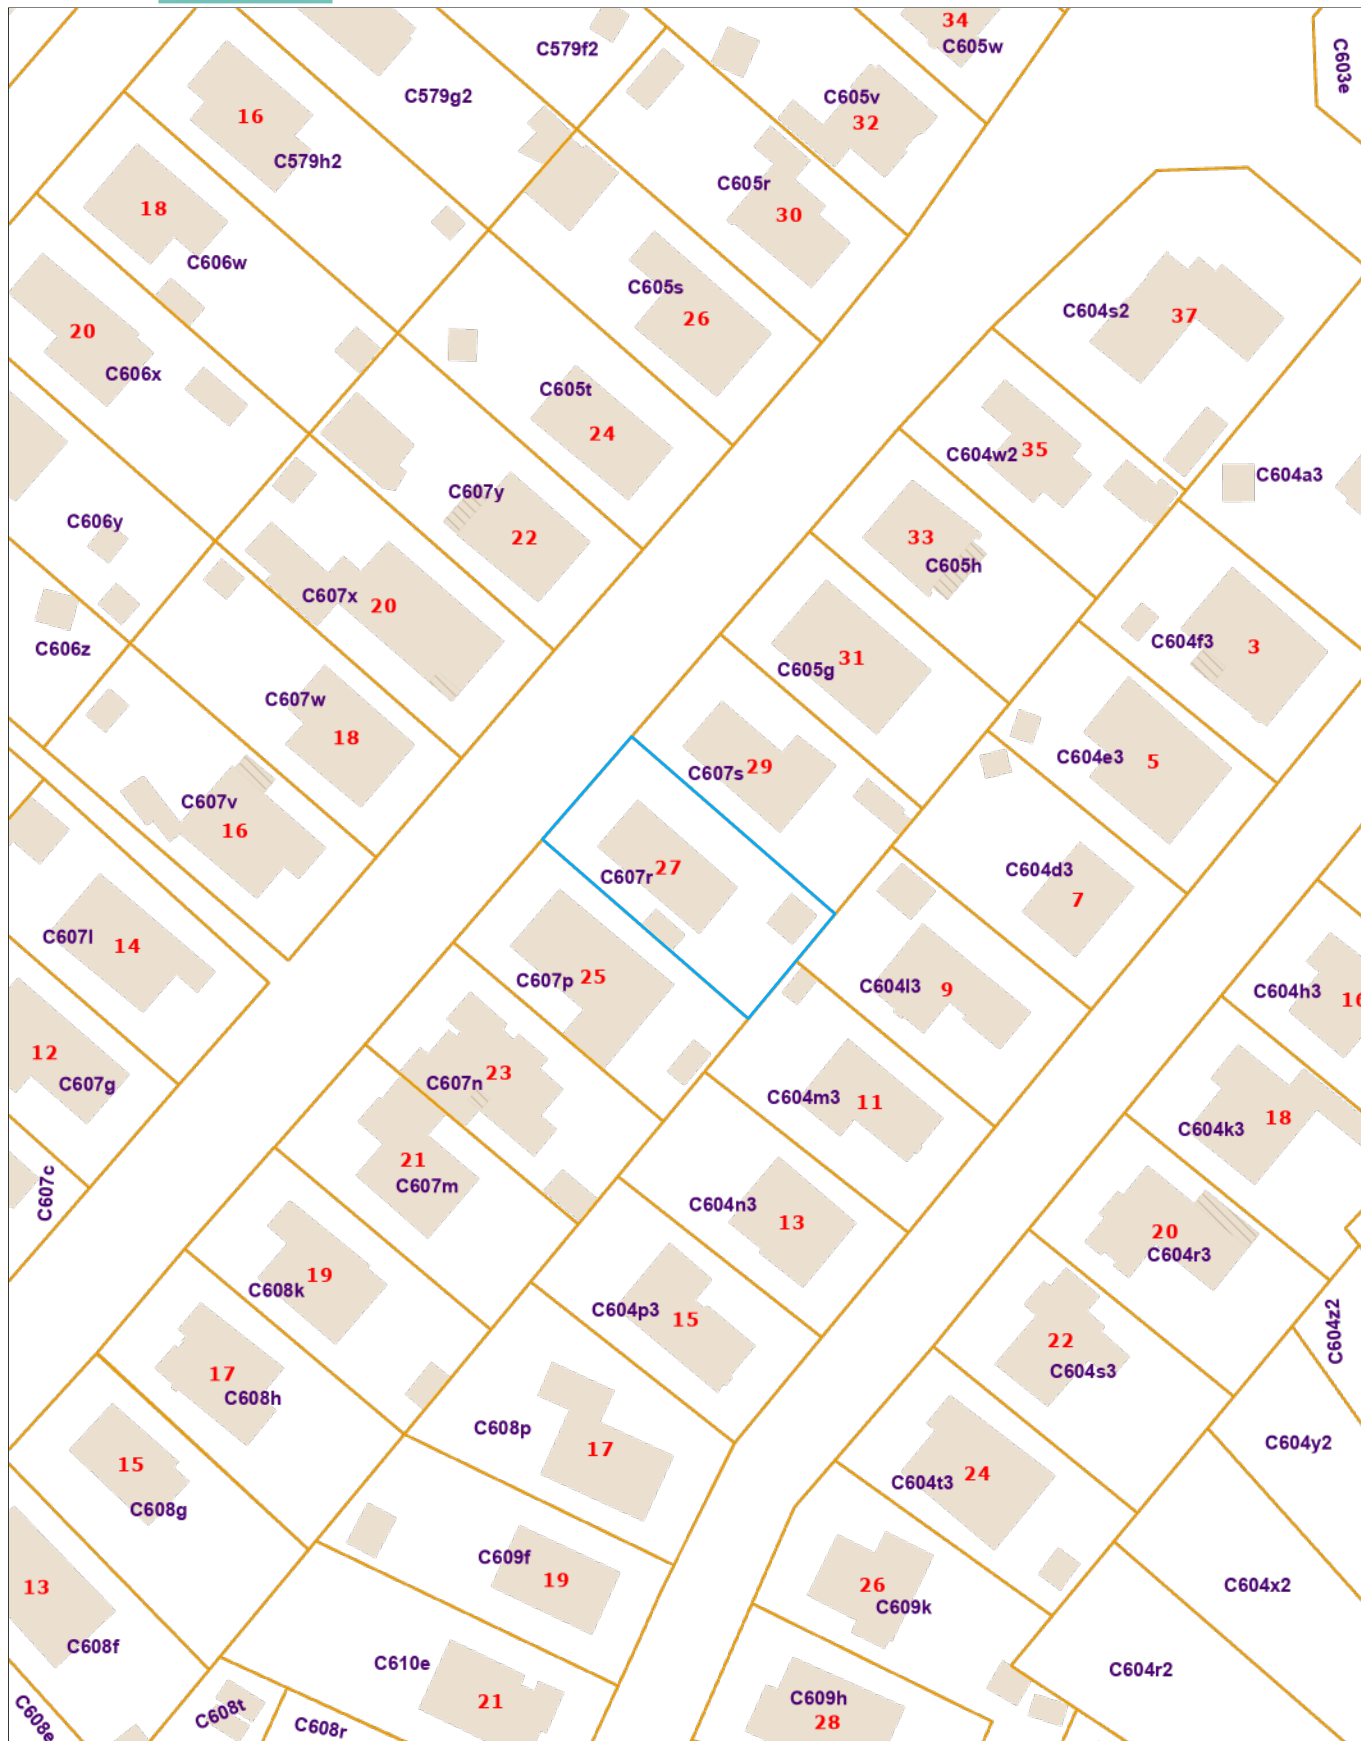 34
C605w
C579f2
C603e
C579g2
C605v
32
16
C579h2
C605r
30
18
C606w
C605s
26
C604s2
37
20
C606x
C605t
24
C604w2
35
C604a3
C607y
22
C606y
33
C605h
C607x
20
C606z
C604f3
3
31
C605g
C607w
18
C604e3
5
C607s
29
C607v
16
C607r
27
C604d3
7
C607l
14
C607p
25
C604l3
9
C604h3
16
12
C607g
C607n
23
C604m3
11
C604k3
18
C607c
21
C607m
C604n3
13
20
C604r3
C608k
19
C604p3
15
C604z2
22
C604s3
17
C608h
C608p
17
C604y2
15
C608g
C604t3
24
C609f
19
26
C609k
C604x2
13
C608f
C610e
21
C604r2
C608e
C608t
C608r
C609h
28